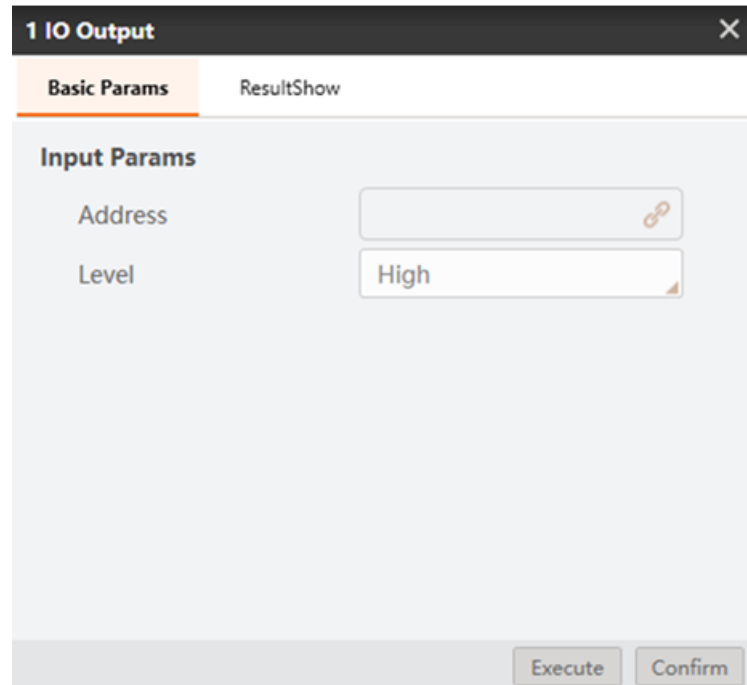 1 IO Output
Basic Params ResultShow
Input Params
Address
Level High
Execute Confirm